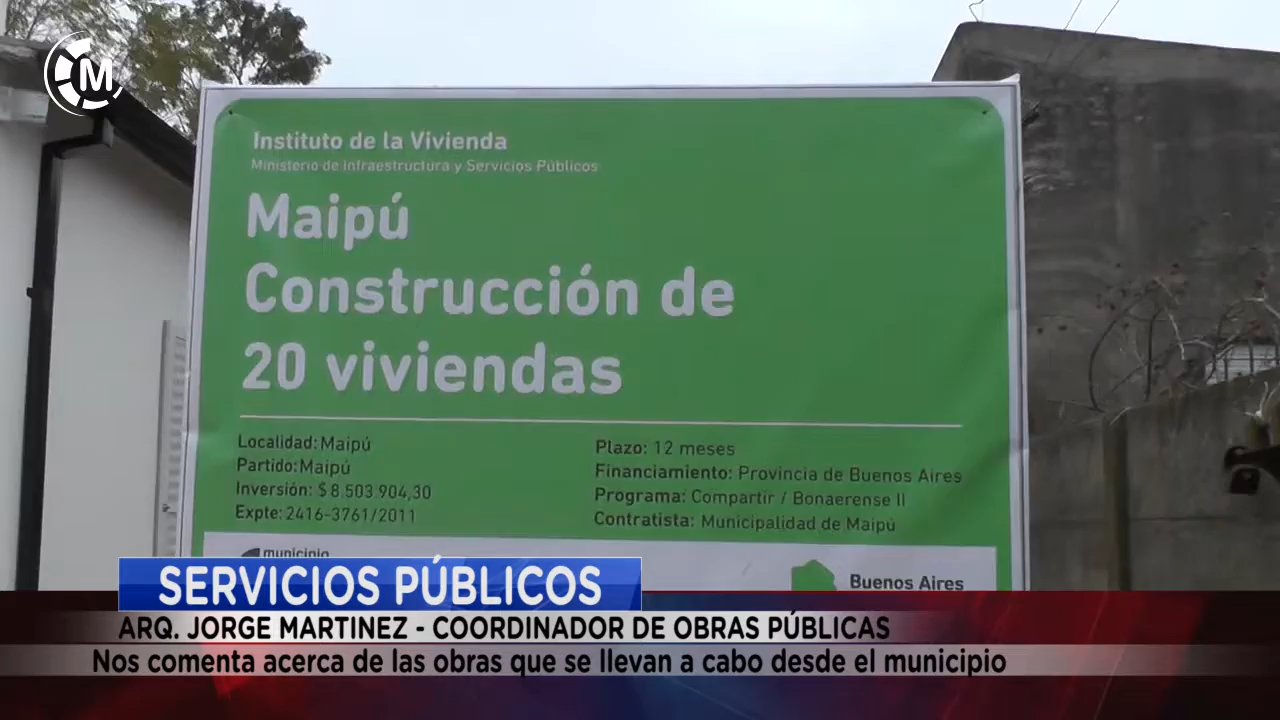 M
Instituto de la Vivienda
Ministerio de Infraestructura y Servicios Públicos
Maipú
Construcción de
20 viviendas
Localidad: Maipú
Partido: Maipú
Inversión: $ 8.503.904,30
Expte: 2416-3761/2011
Plazo: 12 meses
Financiamiento: Provincia de Buenos Aires
Programa: Compartir / Bonaerense II
Contratista: Municipalidad de Maipú
municipio
Buenos Aires
SERVICIOS PÚBLICOS
ARQ. JORGE MARTINEZ - COORDINADOR DE OBRAS PÚBLICAS
Nos comenta acerca de las obras que se llevan a cabo desde el municipio